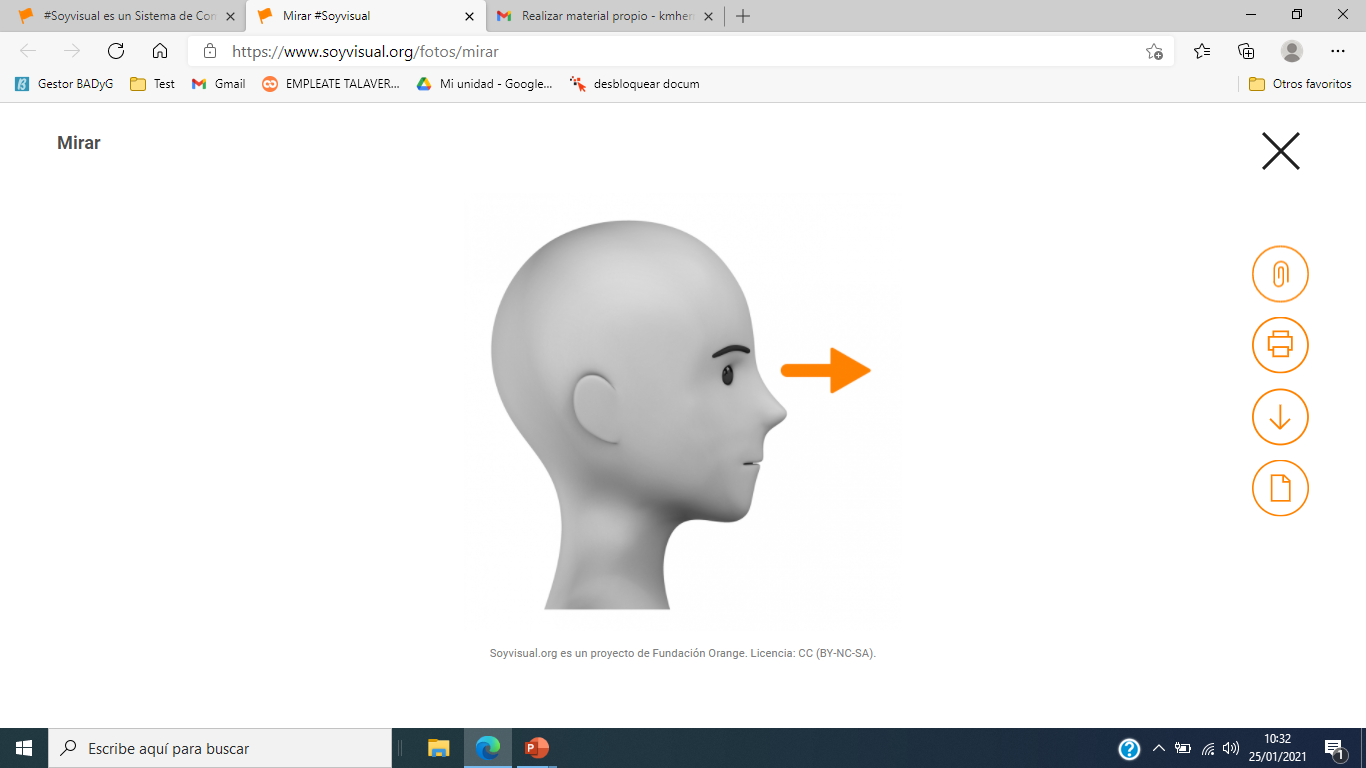 #Soyvisual es un Sistema de Con
Mirar #Soyvisual
Realizar material propio - kmher
https://www.soyvisual.org/fotos/mirar
Gestor BADyG
Test
Gmail
EMPLEATE TALAVER...
Mi unidad - Google...
desbloquear docum
Otros favoritos
Mirar
Soyvisual.org es un proyecto de Fundación Orange. Licencia: CC (BY-NC-SA).
Escribe aquí para buscar
10:32
25/01/2021
1